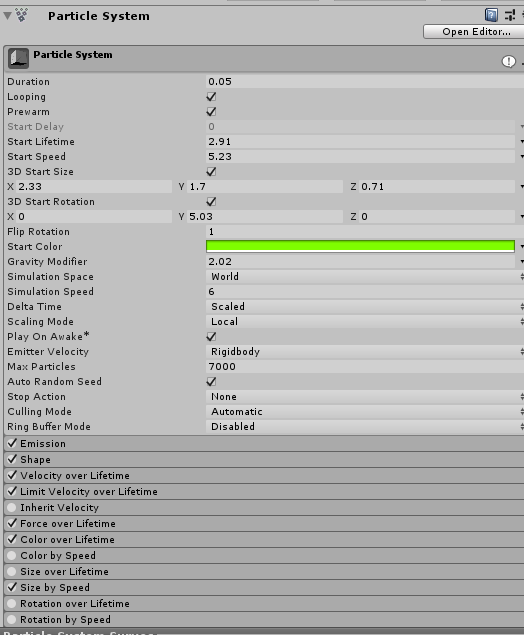 Particle System
Open Editor...
Particle System
Duration 0.05
Looping
Prewarm
Start Delay 0
Start Lifetime 2.91
Start Speed 5.23
3D Start Size
X 2.33 Y 1.7 Z 0.71
3D Start Rotation
X 0 Y 5.03 Z 0
Flip Rotation 1
Start Color
Gravity Modifier 2.02
Simulation Space World
Simulation Speed 6
Delta Time Scaled
Scaling Mode Local
Play On Awake*
Emitter Velocity Rigidbody
Max Particles 7000
Auto Random Seed
Stop Action None
Culling Mode Automatic
Ring Buffer Mode Disabled
Emission
Shape
Velocity over Lifetime
Limit Velocity over Lifetime
Inherit Velocity
Force over Lifetime
Color over Lifetime
Color by Speed
Size over Lifetime
Size by Speed
Rotation over Lifetime
Rotation by Speed